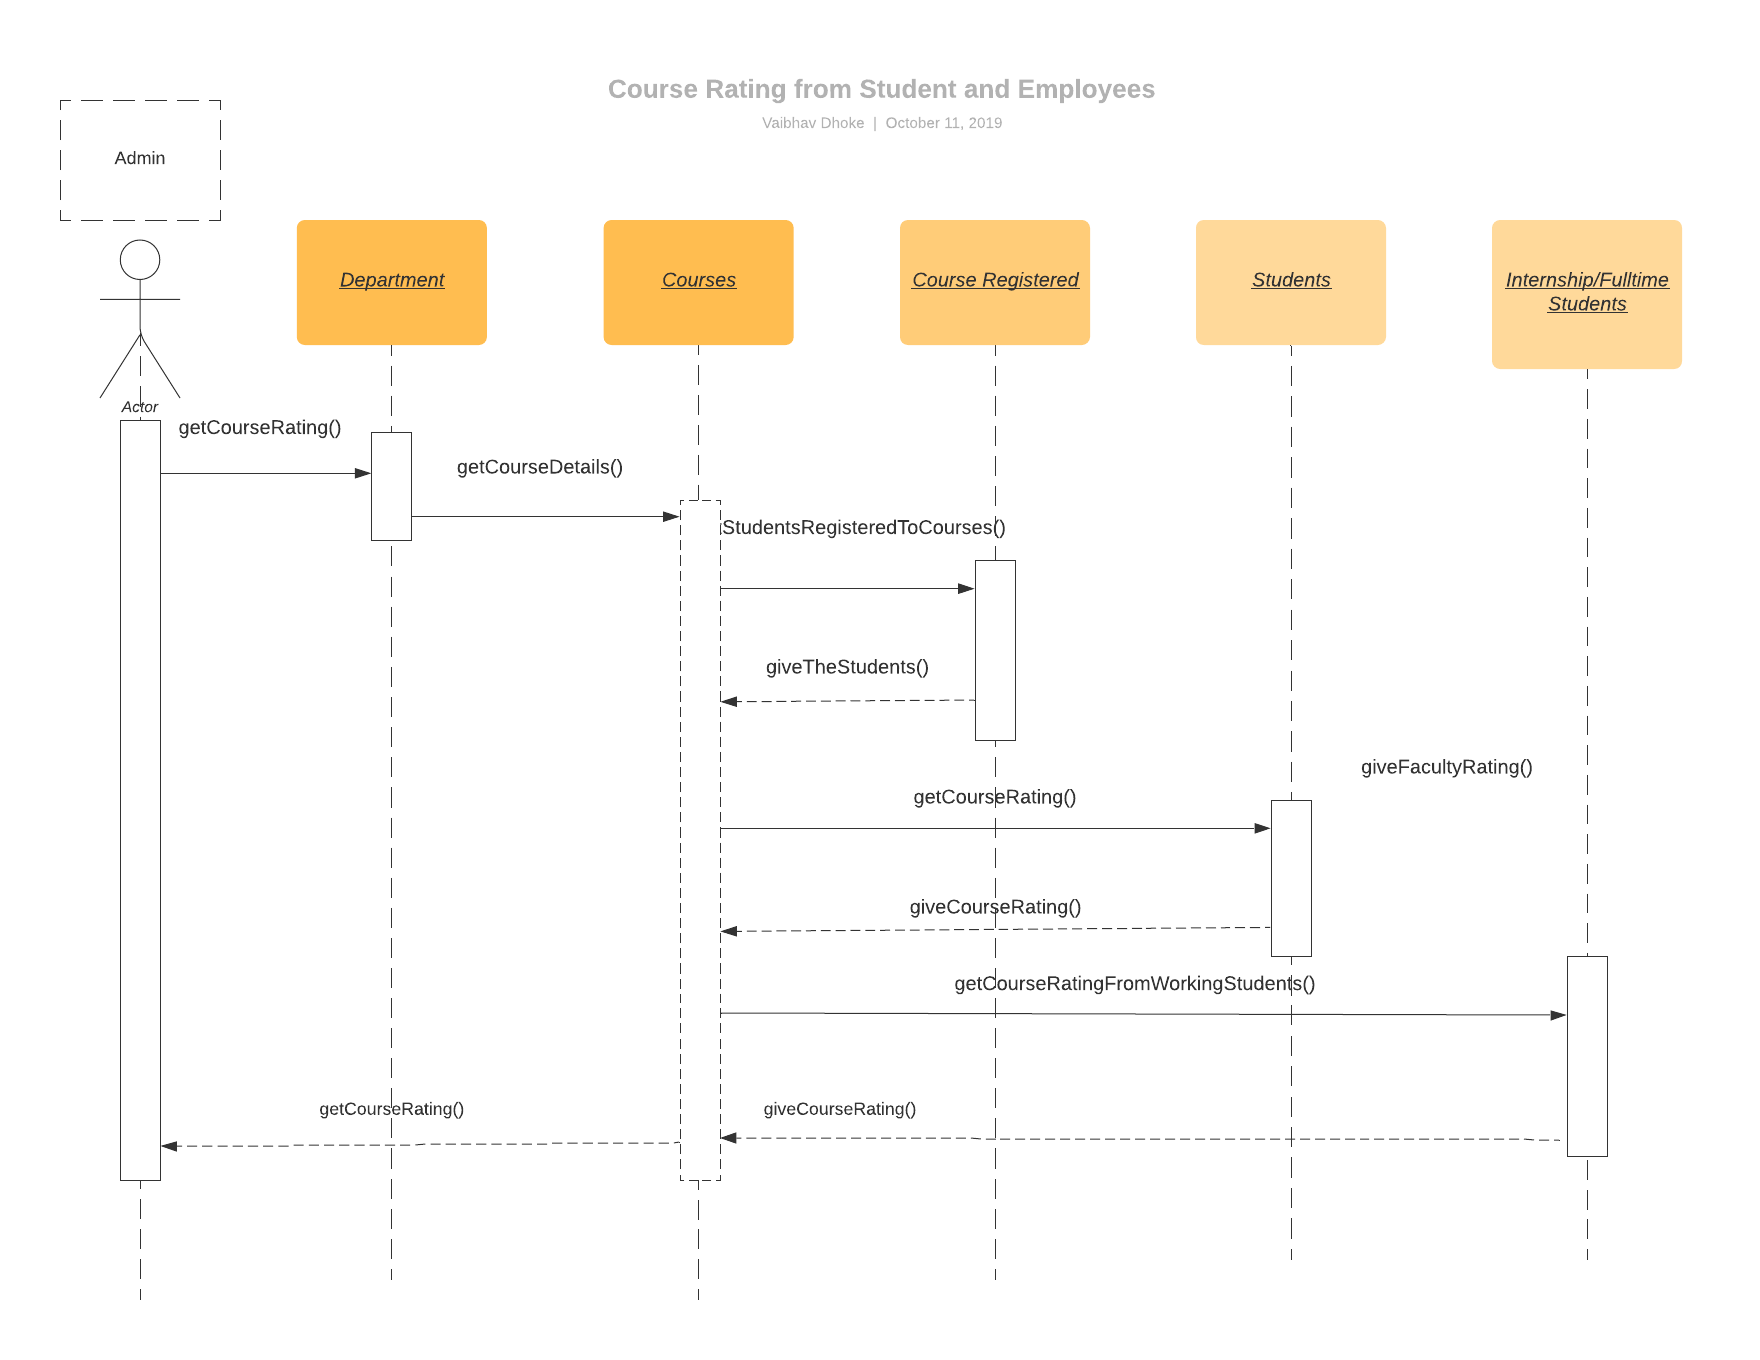 Course Rating from Student and Employees
Vaibhav Dhoke | October 11, 2019
Admin
Department
Courses
Course Registered
Students
Internship/Fulltime
Students
Actor
getCourseRating()
getCourseDetails()
StudentsRegisteredToCourses()
giveTheStudents()
giveFacultyRating()
getCourseRating()
giveCourseRating()
getCourseRatingFromWorkingStudents()
getCourseRating()
giveCourseRating()